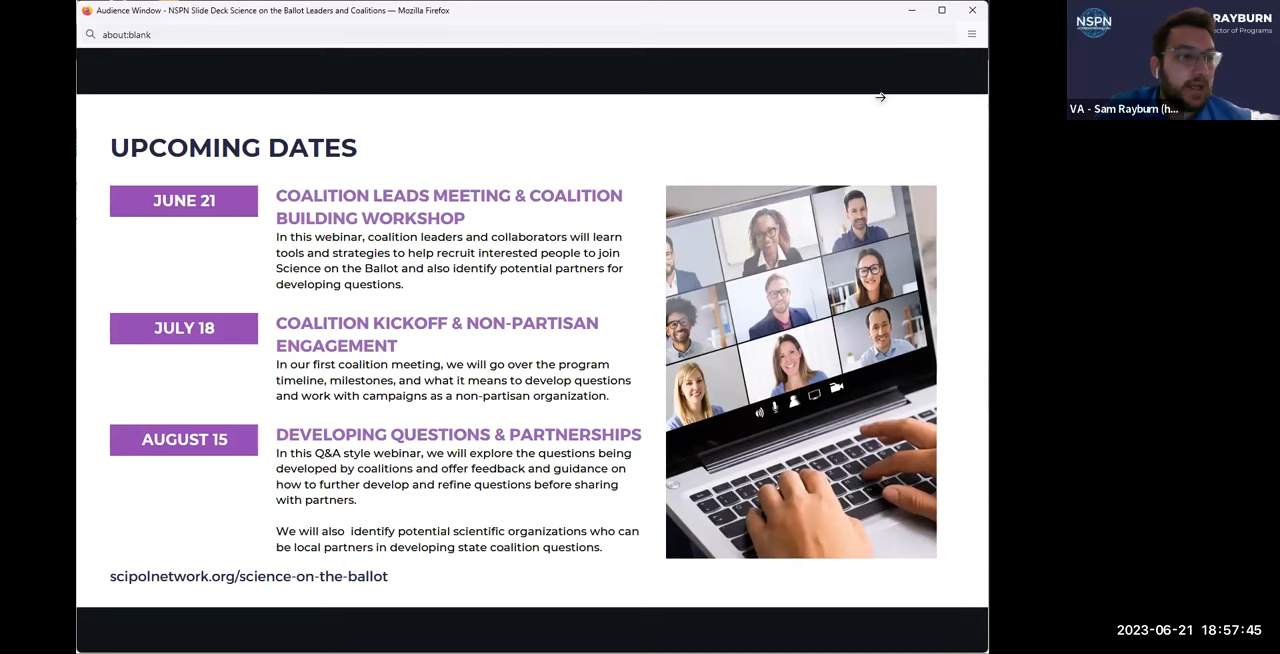 Audience Window - NSPN Slide Deck Science on the Ballot Leaders and Coalitions — Mozilla Firefox
about:blank
UPCOMING DATES
JUNE 21
COALITION LEADS MEETING & COALITION
BUILDING WORKSHOP
In this webinar, coalition leaders and collaborators will learn
tools and strategies to help recruit interested people to join
Science on the Ballot and also identify potential partners for
developing questions.
JULY 18
COALITION KICKOFF & NON-PARTISAN
ENGAGEMENT
In our first coalition meeting, we will go over the program
timeline, milestones, and what it means to develop questions
and work with campaigns as a non-partisan organization.
AUGUST 15
DEVELOPING QUESTIONS & PARTNERSHIPS
In this Q&A style webinar, we will explore the questions being
developed by coalitions and offer feedback and guidance on
how to further develop and refine questions before sharing
with partners.
We will also identify potential scientific organizations who can
be local partners in developing state coalition questions.
scipolnetwork.org/science-on-the-ballot
NSPN
RAYBURN
ector of Programs
VA - Sam Rayburn (h...
2023-06-21 18:57:45